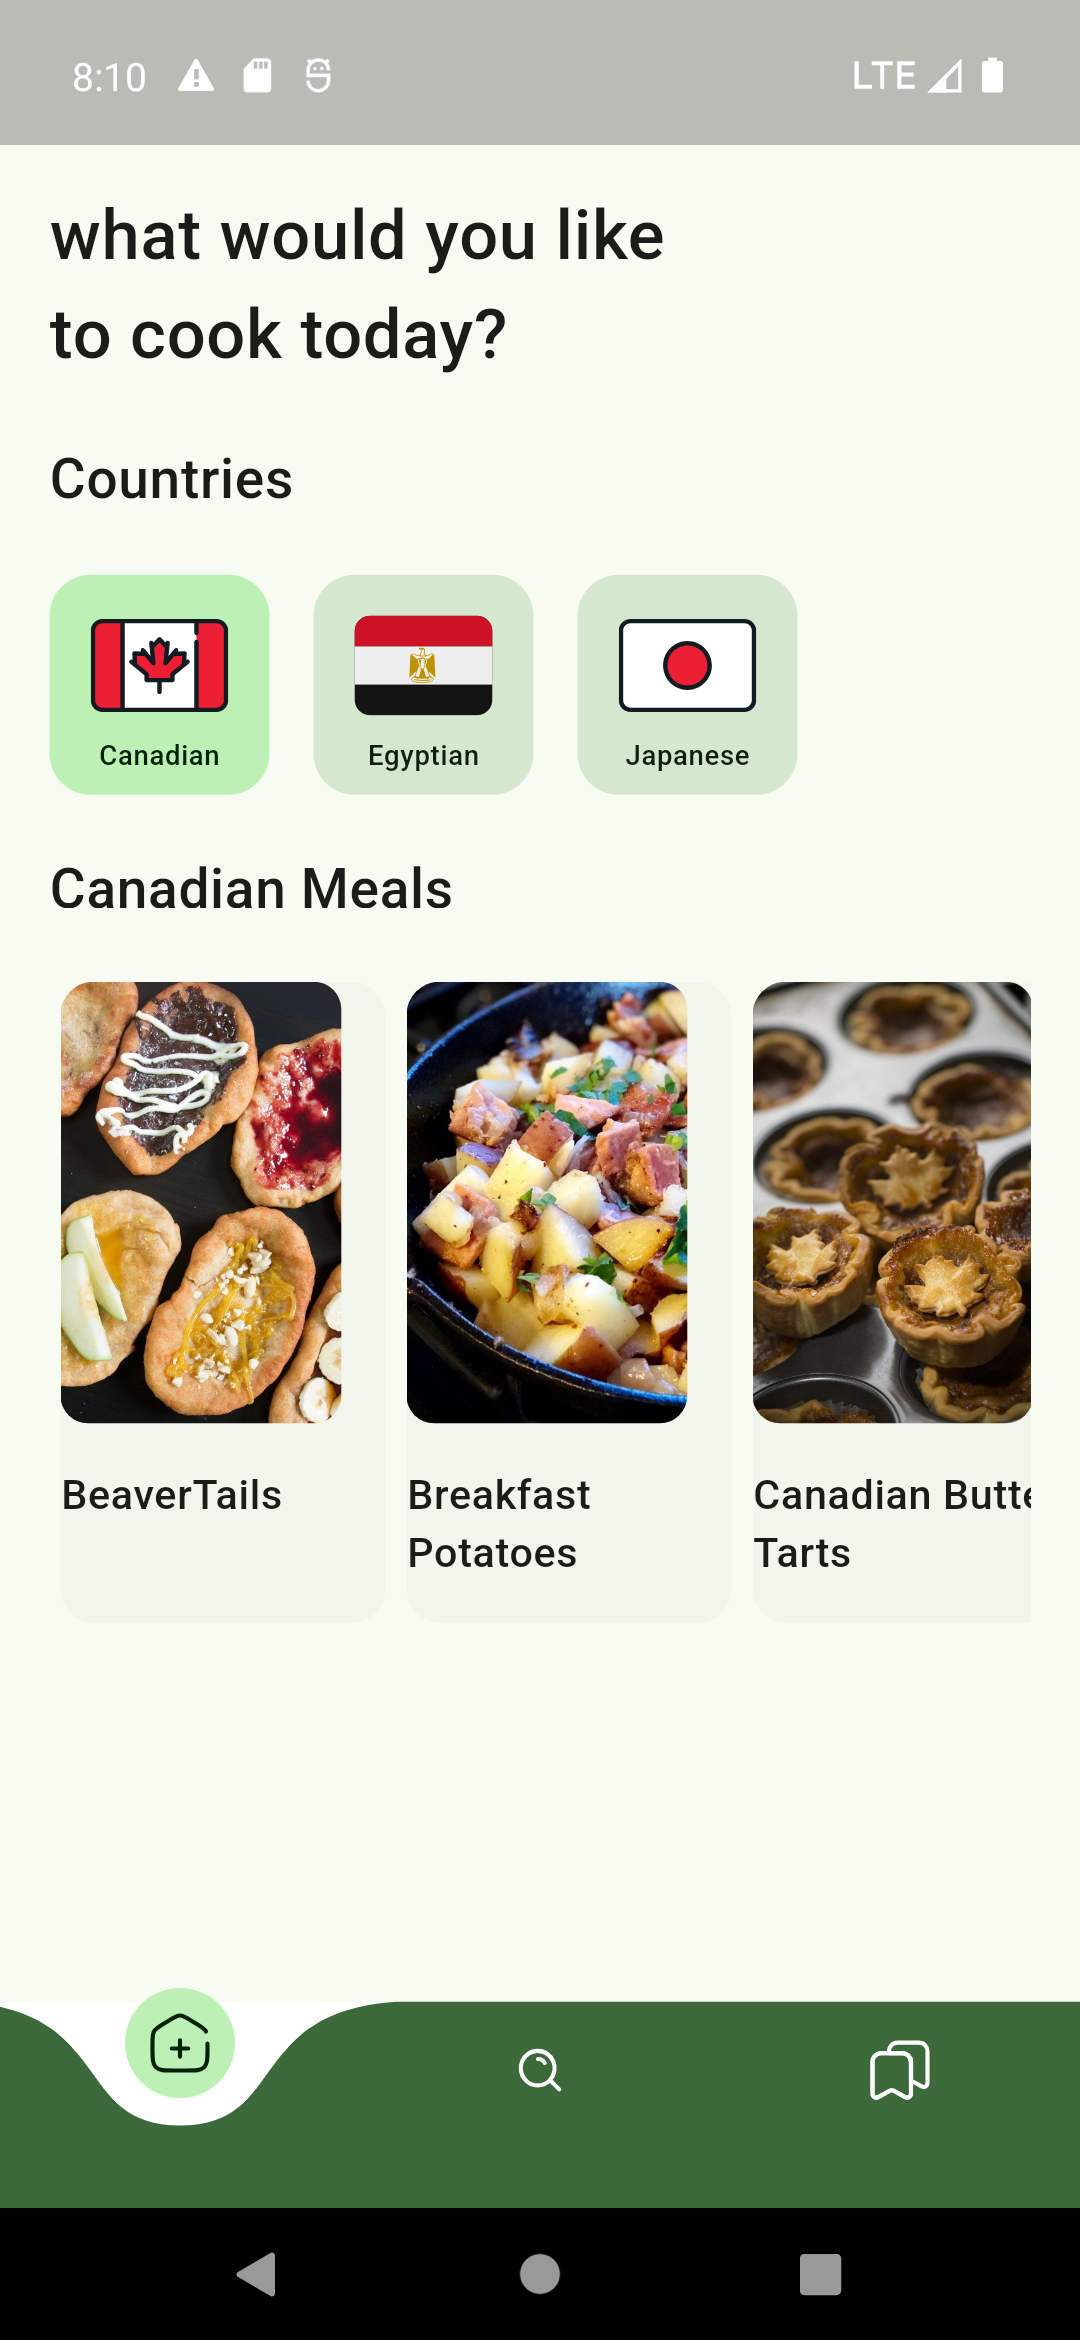 8:10
LTE
what would you like
to cook today?
Countries
Canadian
Egyptian
Japanese
Canadian Meals
BeaverTails
Breakfast
Potatoes
Canadian Butte
Tarts